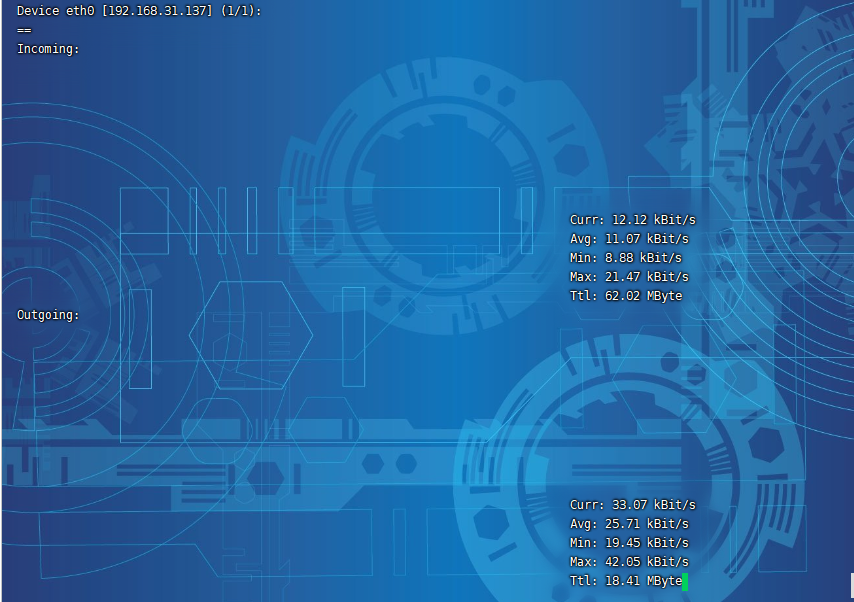 Device eth0 [192.168.31.137] (1/1):
==
Incoming:
Curr: 12.12 kBit/s
Avg: 11.07 kBit/s
Min: 8.88 kBit/s
Max: 21.47 kBit/s
Ttl: 62.02 MByte
Outgoing:
Curr: 33.07 kBit/s
Avg: 25.71 kBit/s
Min: 19.45 kBit/s
Max: 42.05 kBit/s
Ttl: 18.41 MByte